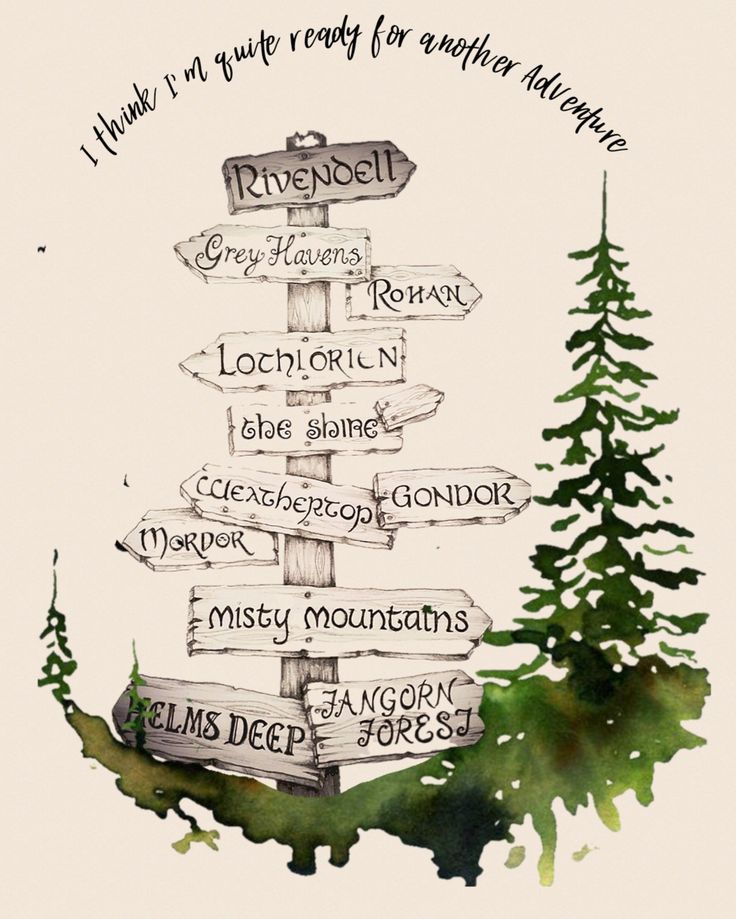 I think I'm quite ready for another Adventure
Rivendell
Grey Havens
Rohan
Lothlórien
the shire
Weathertop
GONDOR
Mordor
misty mountains
HELMS DEEP
FANGORN
FOREST